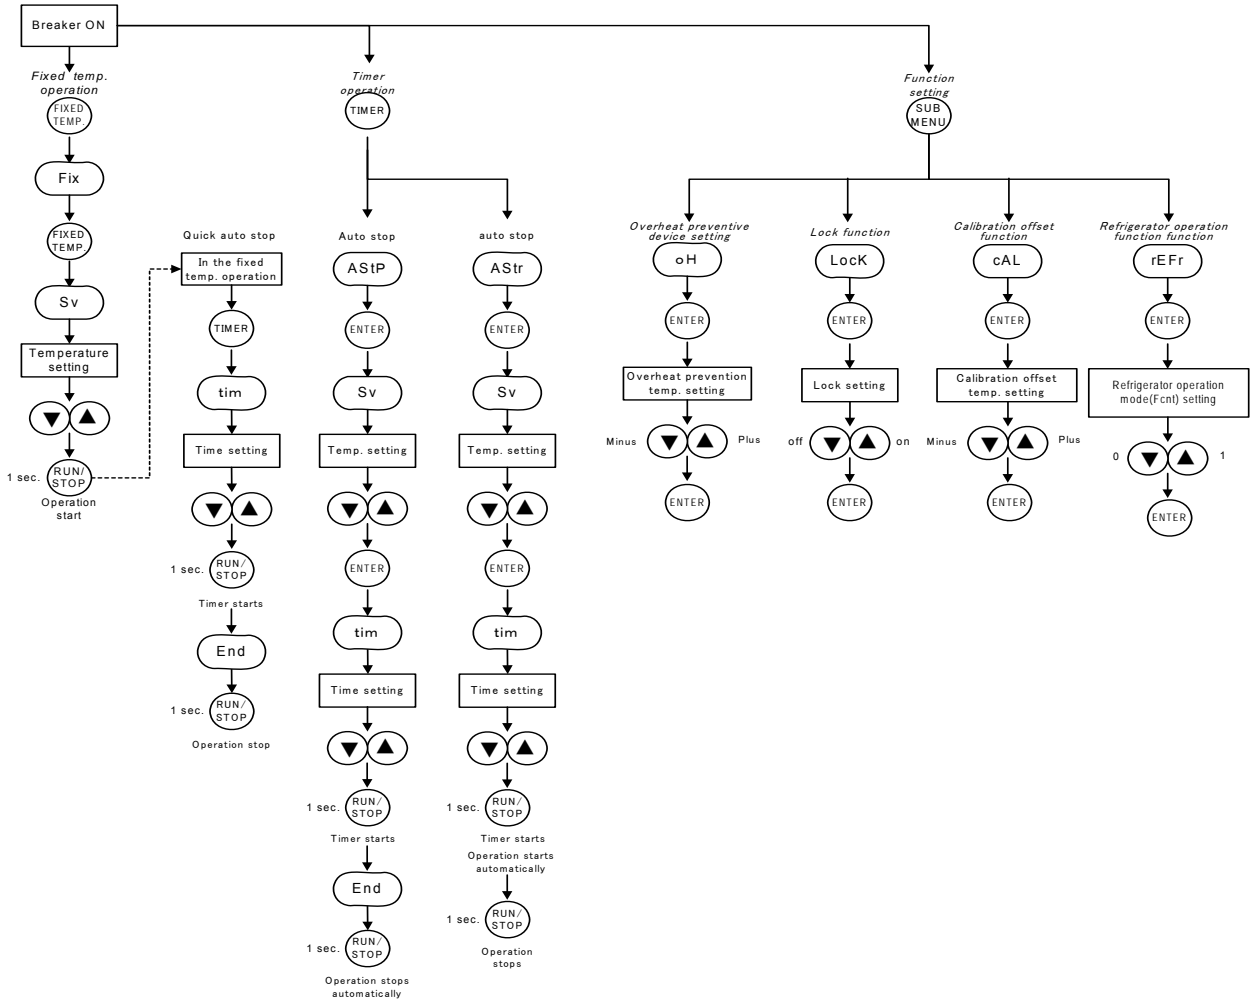 Breaker ON
Fixed temp.
operation
FIXED
TEMP.
Fix
FIXED
TEMP.
Sv
Temperature
setting
1 sec.
RUN/
STOP
Operation
start
Quick auto stop
In the fixed
temp. operation
TIMER
tim
Time setting
1 sec.
RUN/
STOP
Timer starts
End
1 sec.
RUN/
STOP
Operation stop
Timer
operation
TIMER
Auto stop
AStP
ENTER
Sv
Temp. setting
ENTER
tim
Time setting
1 sec.
RUN/
STOP
Timer starts
End
1 sec.
RUN/
STOP
Operation stops
automatically
auto stop
AStr
ENTER
Sv
Temp. setting
ENTER
tim
Time setting
1 sec.
RUN/
STOP
Timer starts
Operation starts
automatically
1 sec.
RUN/
STOP
Operation
stops
Function
setting
SUB
MENU
Overheat preventive
device setting
oH
ENTER
Overheat prevention
temp. setting
Minus
Plus
ENTER
Lock function
LocK
ENTER
Lock setting
off
on
ENTER
Calibration offset
function
cAL
ENTER
Calibration offset
temp. setting
Minus
Plus
ENTER
Refrigerator operation
function function
rEFr
ENTER
Refrigerator operation
mode(Fcnt) setting
0
1
ENTER